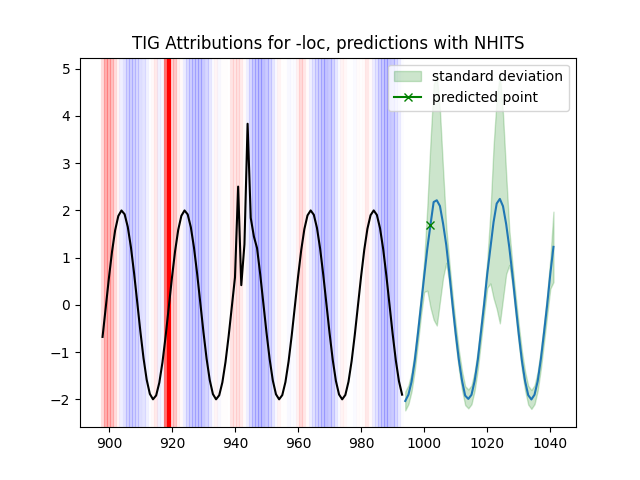 TIG Attributions for -loc, predictions with NHITS
standard deviation
predicted point
5
4
3
2
1
0
−1
−2
900 920 940 960 980 1000 1020 1040